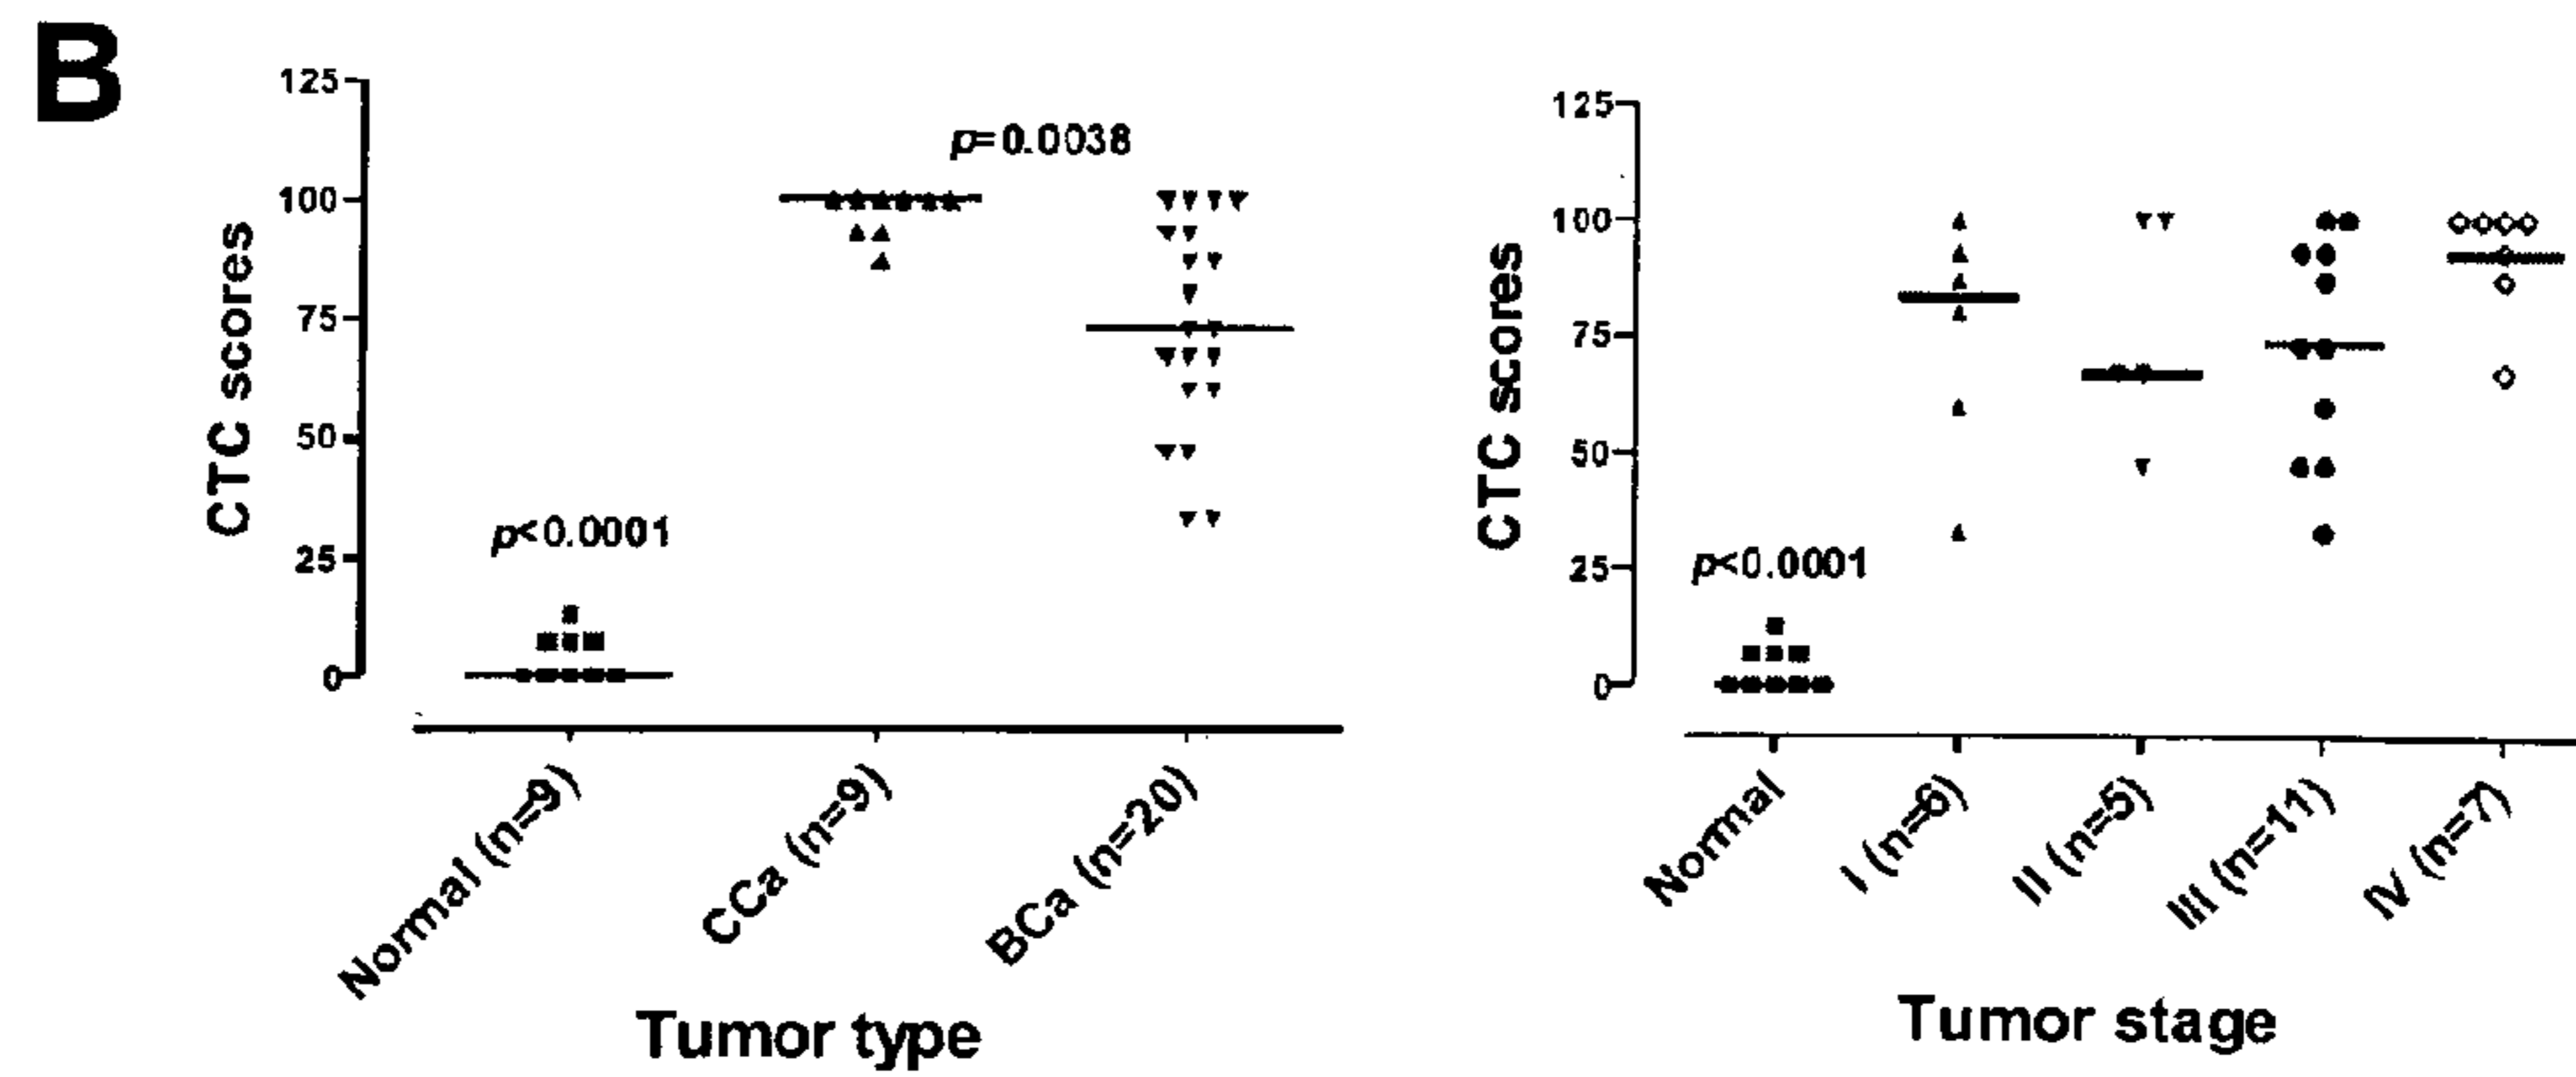 B
125
100
75
50
25
0
CTC scores
p<0.0001
p=0.0038
Normal (n=9)
CCa (n=9)
BCa (n=20)
Tumor type
125
100
75
50
25
0
CTC scores
p<0.0001
Normal
I (n=6)
II (n=5)
III (n=11)
IV (n=7)
Tumor stage